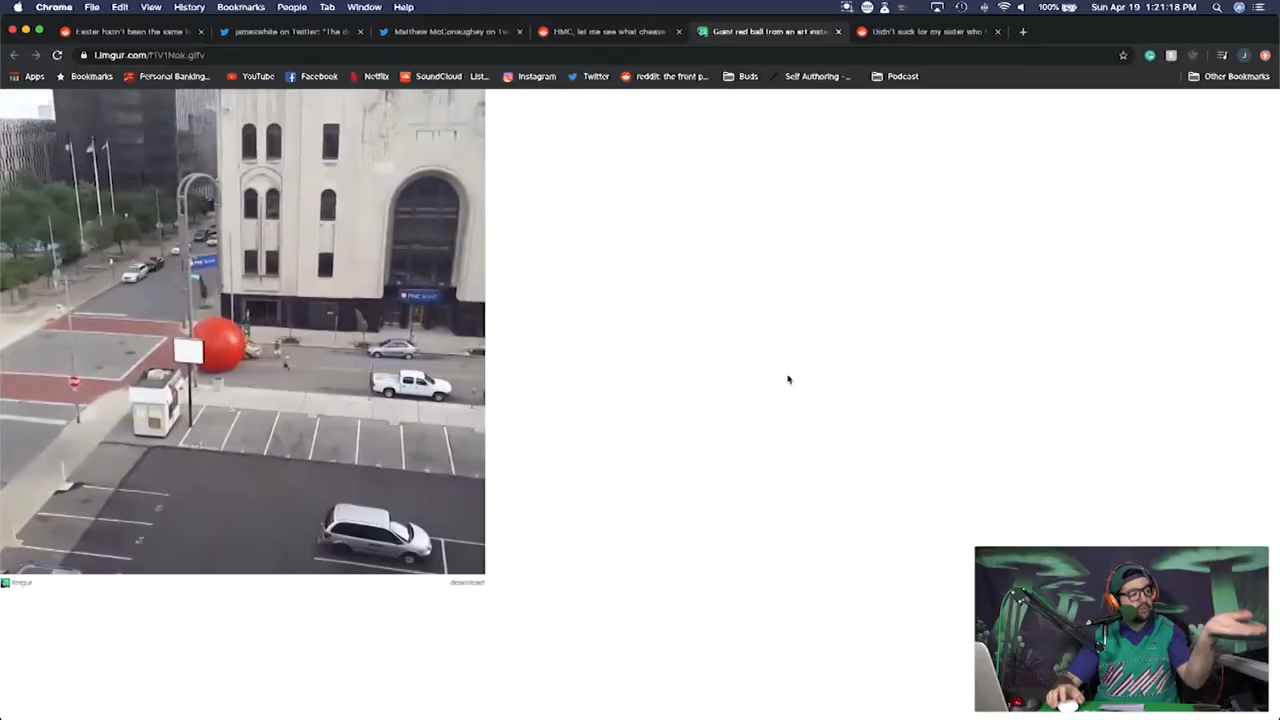 Chrome File Edit View History Bookmarks People Tab Window Help 100% Sun Apr 19 1:21:18 PM
Easter hasn't been the same i jameswhite on Twitter: "The d Matthew McConaughey on Tw HMC, let me see what cheese Giant red ball from an art insta Didn't suck for my sister who
i.imgur.com/f1V1Nok.gifv
Apps Bookmarks Personal Banking... YouTube Facebook Netflix SoundCloud - List... Instagram Twitter reddit: the front p... Buds Self Authoring -... Podcast Other Bookmarks
PNC BANK
imgur download